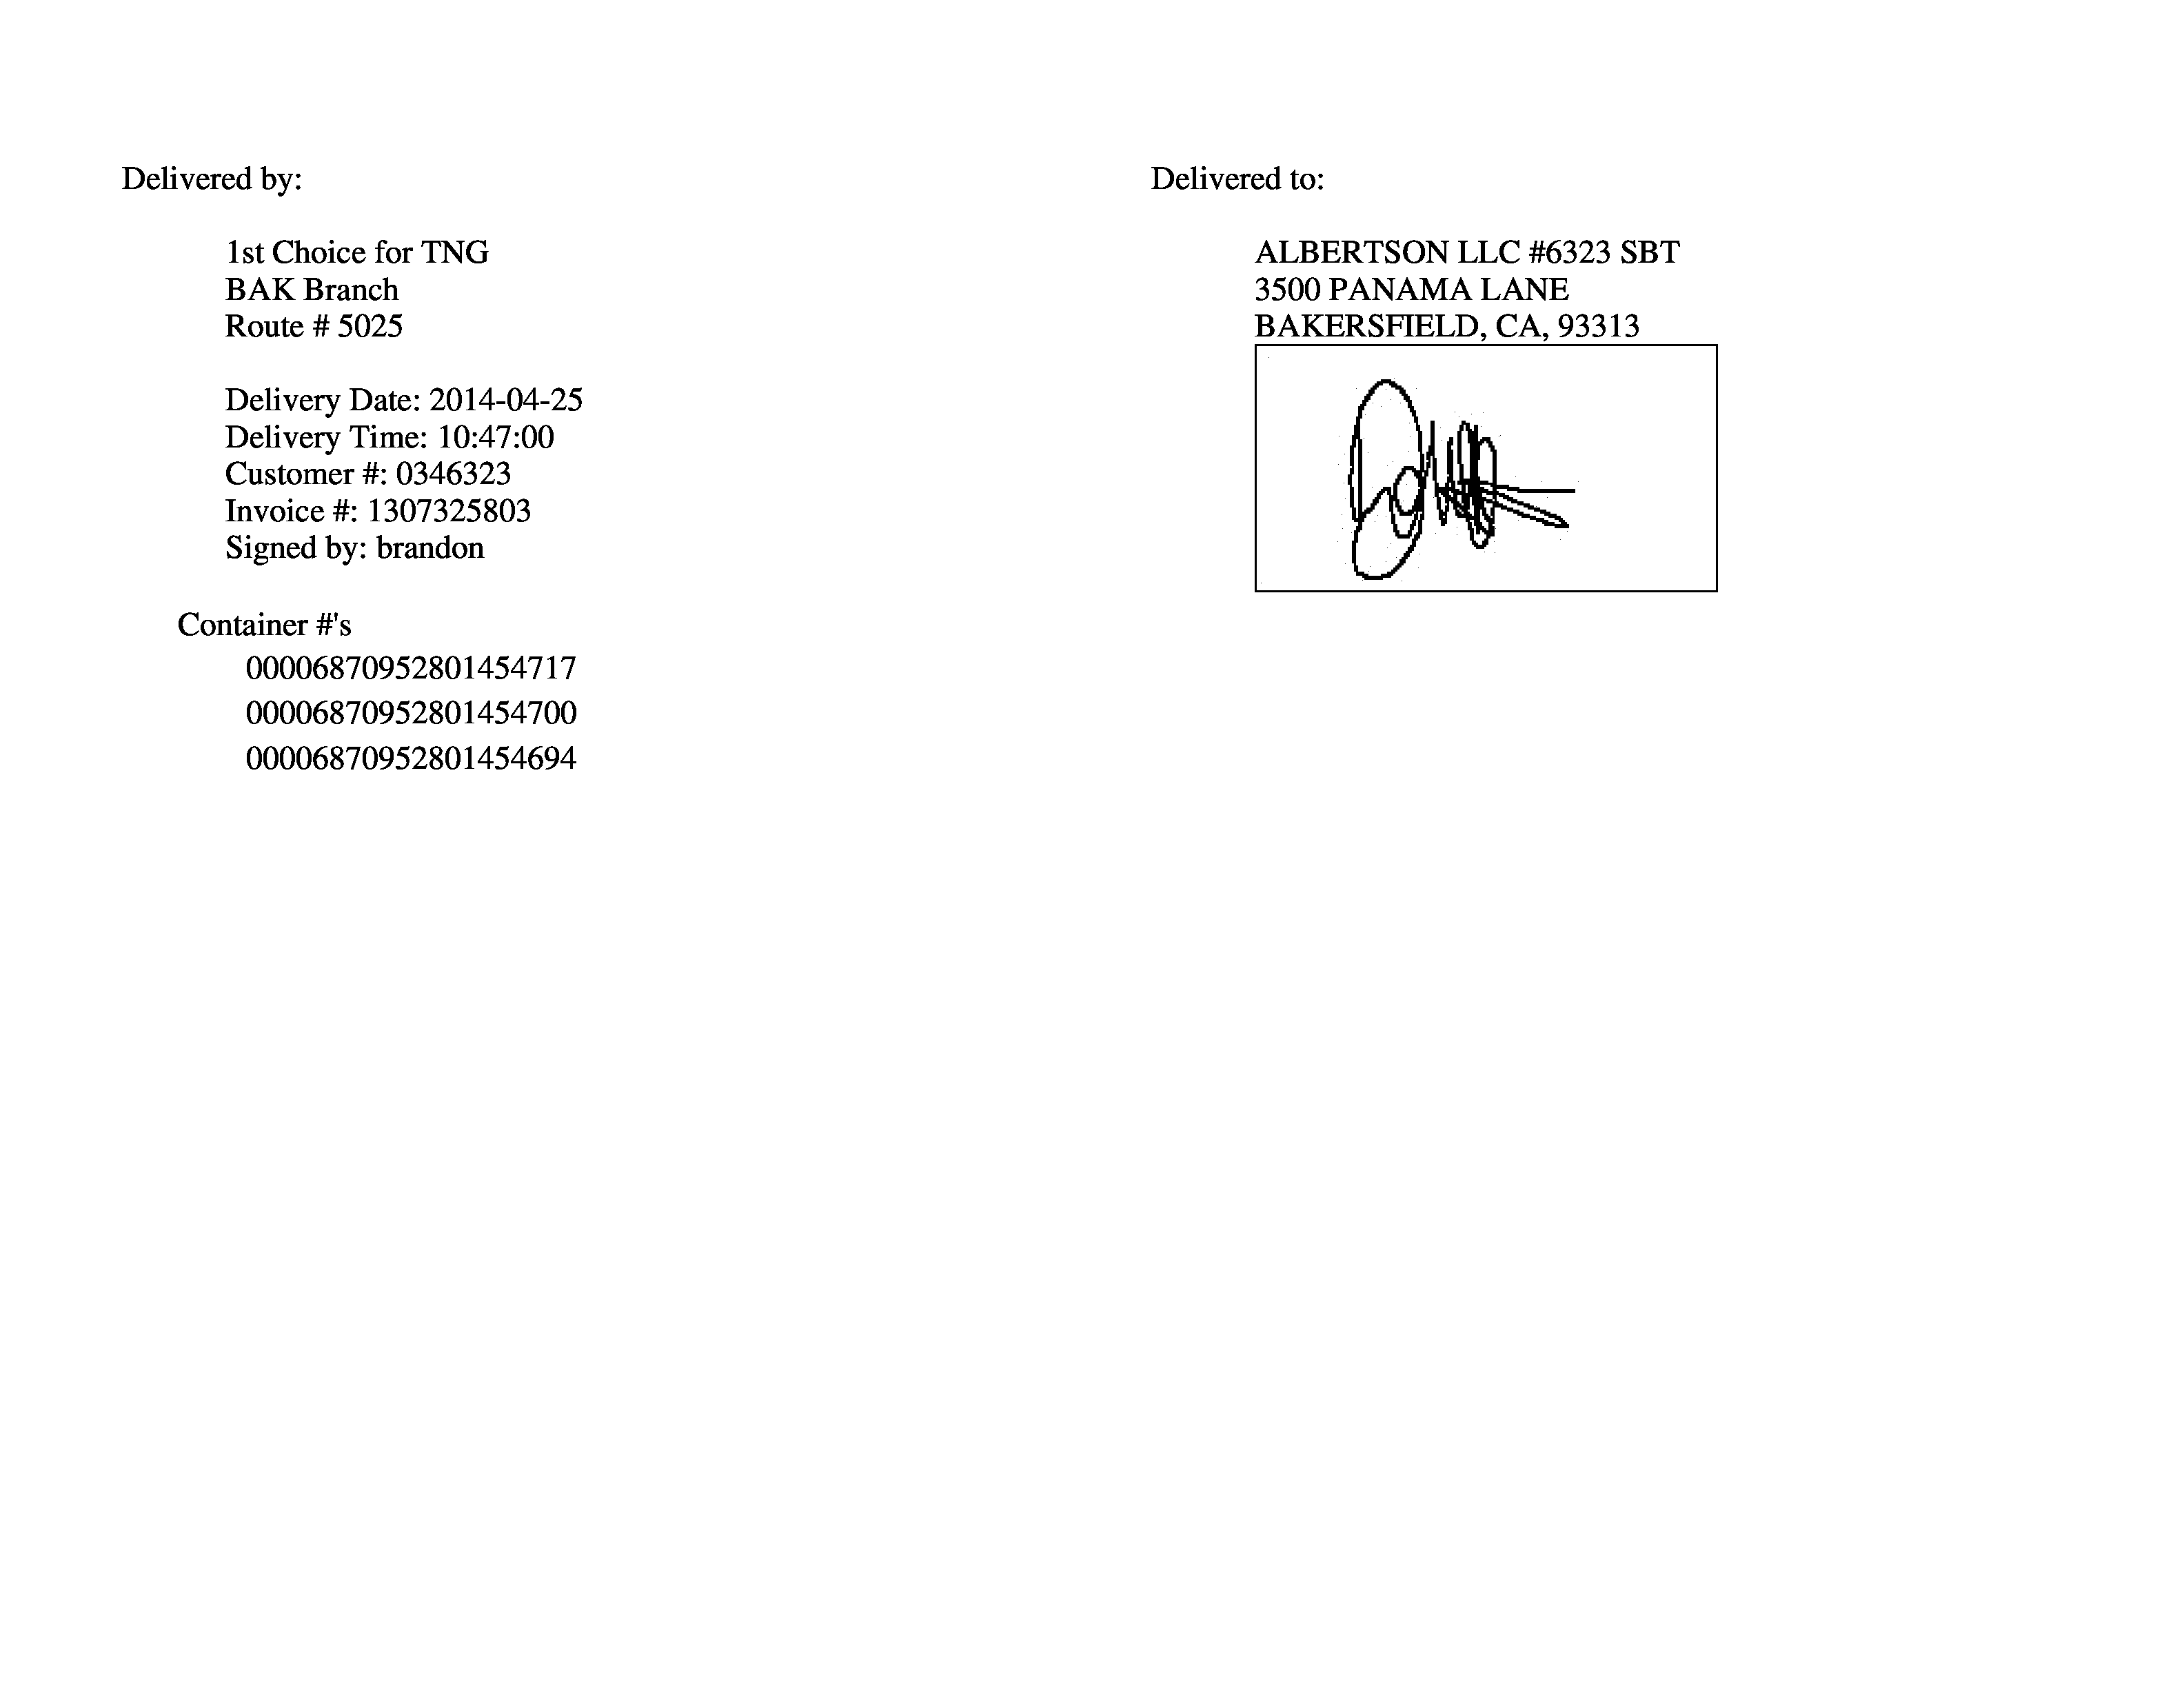 Delivered by:
1st Choice for TNG
BAK Branch
Route # 5025
Delivery Date: 2014-04-25
Delivery Time: 10:47:00
Customer #: 0346323
Invoice #: 1307325803
Signed by: brandon
Container #'s
00006870952801454717
00006870952801454700
00006870952801454694
Delivered to:
ALBERTSON LLC #6323 SBT
3500 PANAMA LANE
BAKERSFIELD, CA, 93313